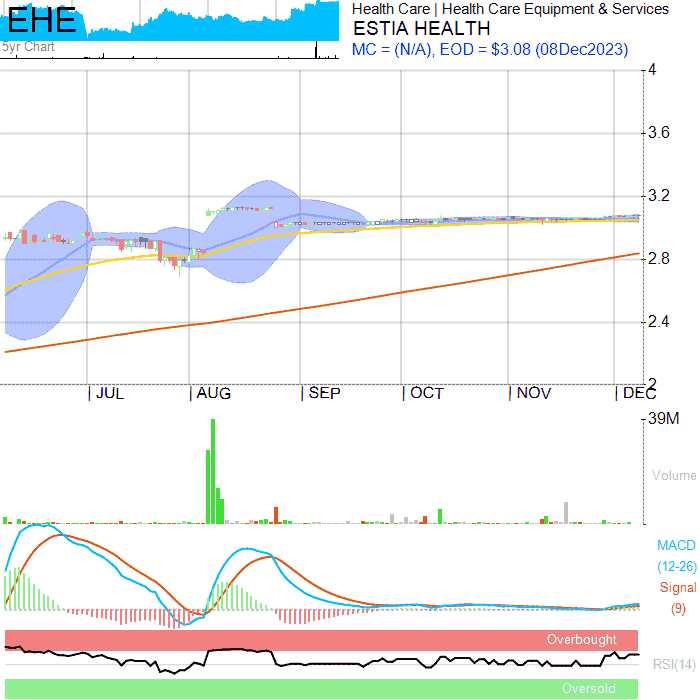 EHE
5yr Chart
Health Care | Health Care Equipment & Services
ESTIA HEALTH
MC = (N/A), EOD = $3.08 (08Dec2023)
4
3.6
3.2
2.8
2.4
2
JUL AUG SEP OCT NOV DEC
39M
Volume
MACD
(12-26)
Signal
(9)
Overbought
RSI(14)
Oversold